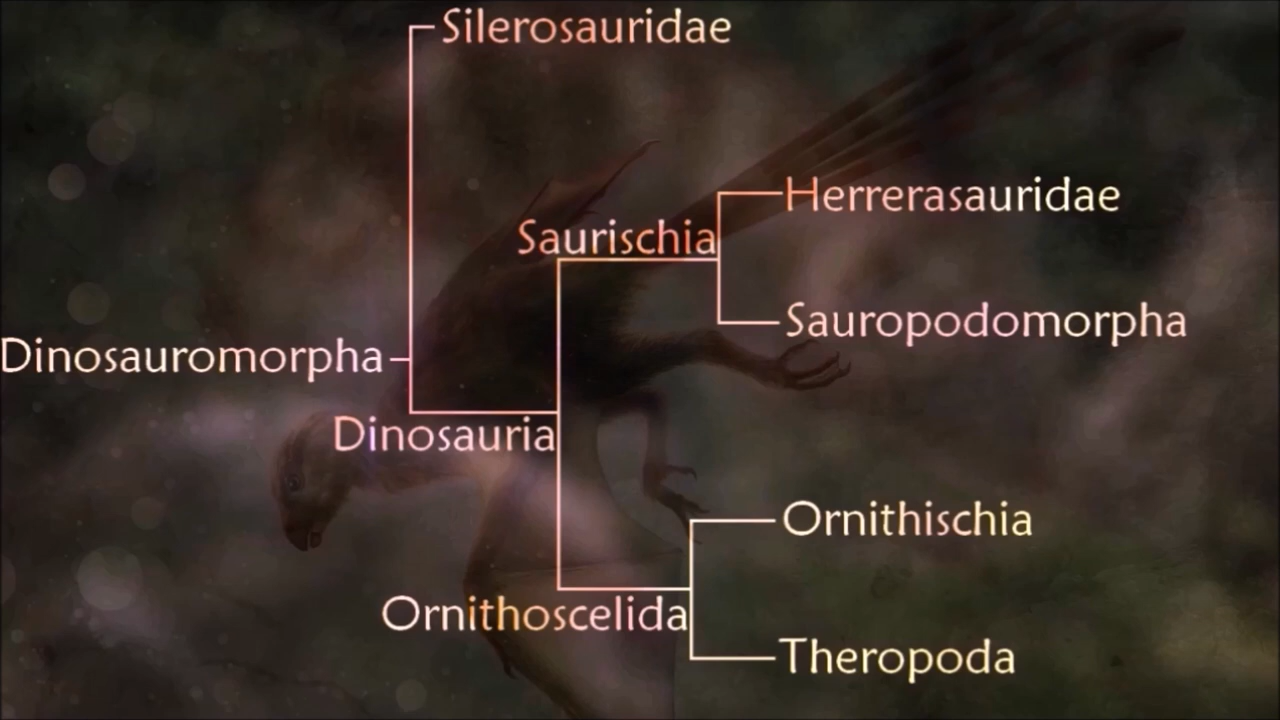 Silerosauridae
Herrerasauridae
Saurischia
Sauropodomorpha
Dinosauromorpha
Dinosauria
Ornithischia
Ornithoscelida
Theropoda